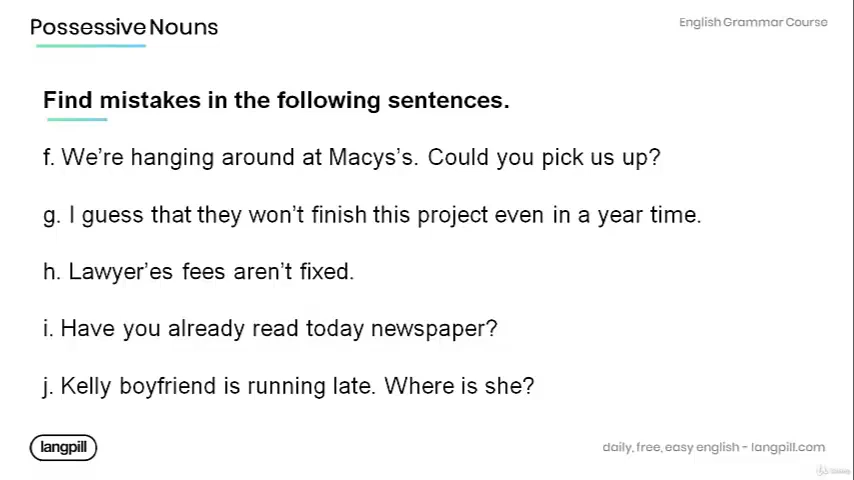 Possessive Nouns
English Grammar Course
Find mistakes in the following sentences.
f. We’re hanging around at Macys’s. Could you pick us up?
g. I guess that they won’t finish this project even in a year time.
h. Lawyer’es fees aren’t fixed.
i. Have you already read today newspaper?
j. Kelly boyfriend is running late. Where is she?
langpill
daily, free, easy english - langpill.com